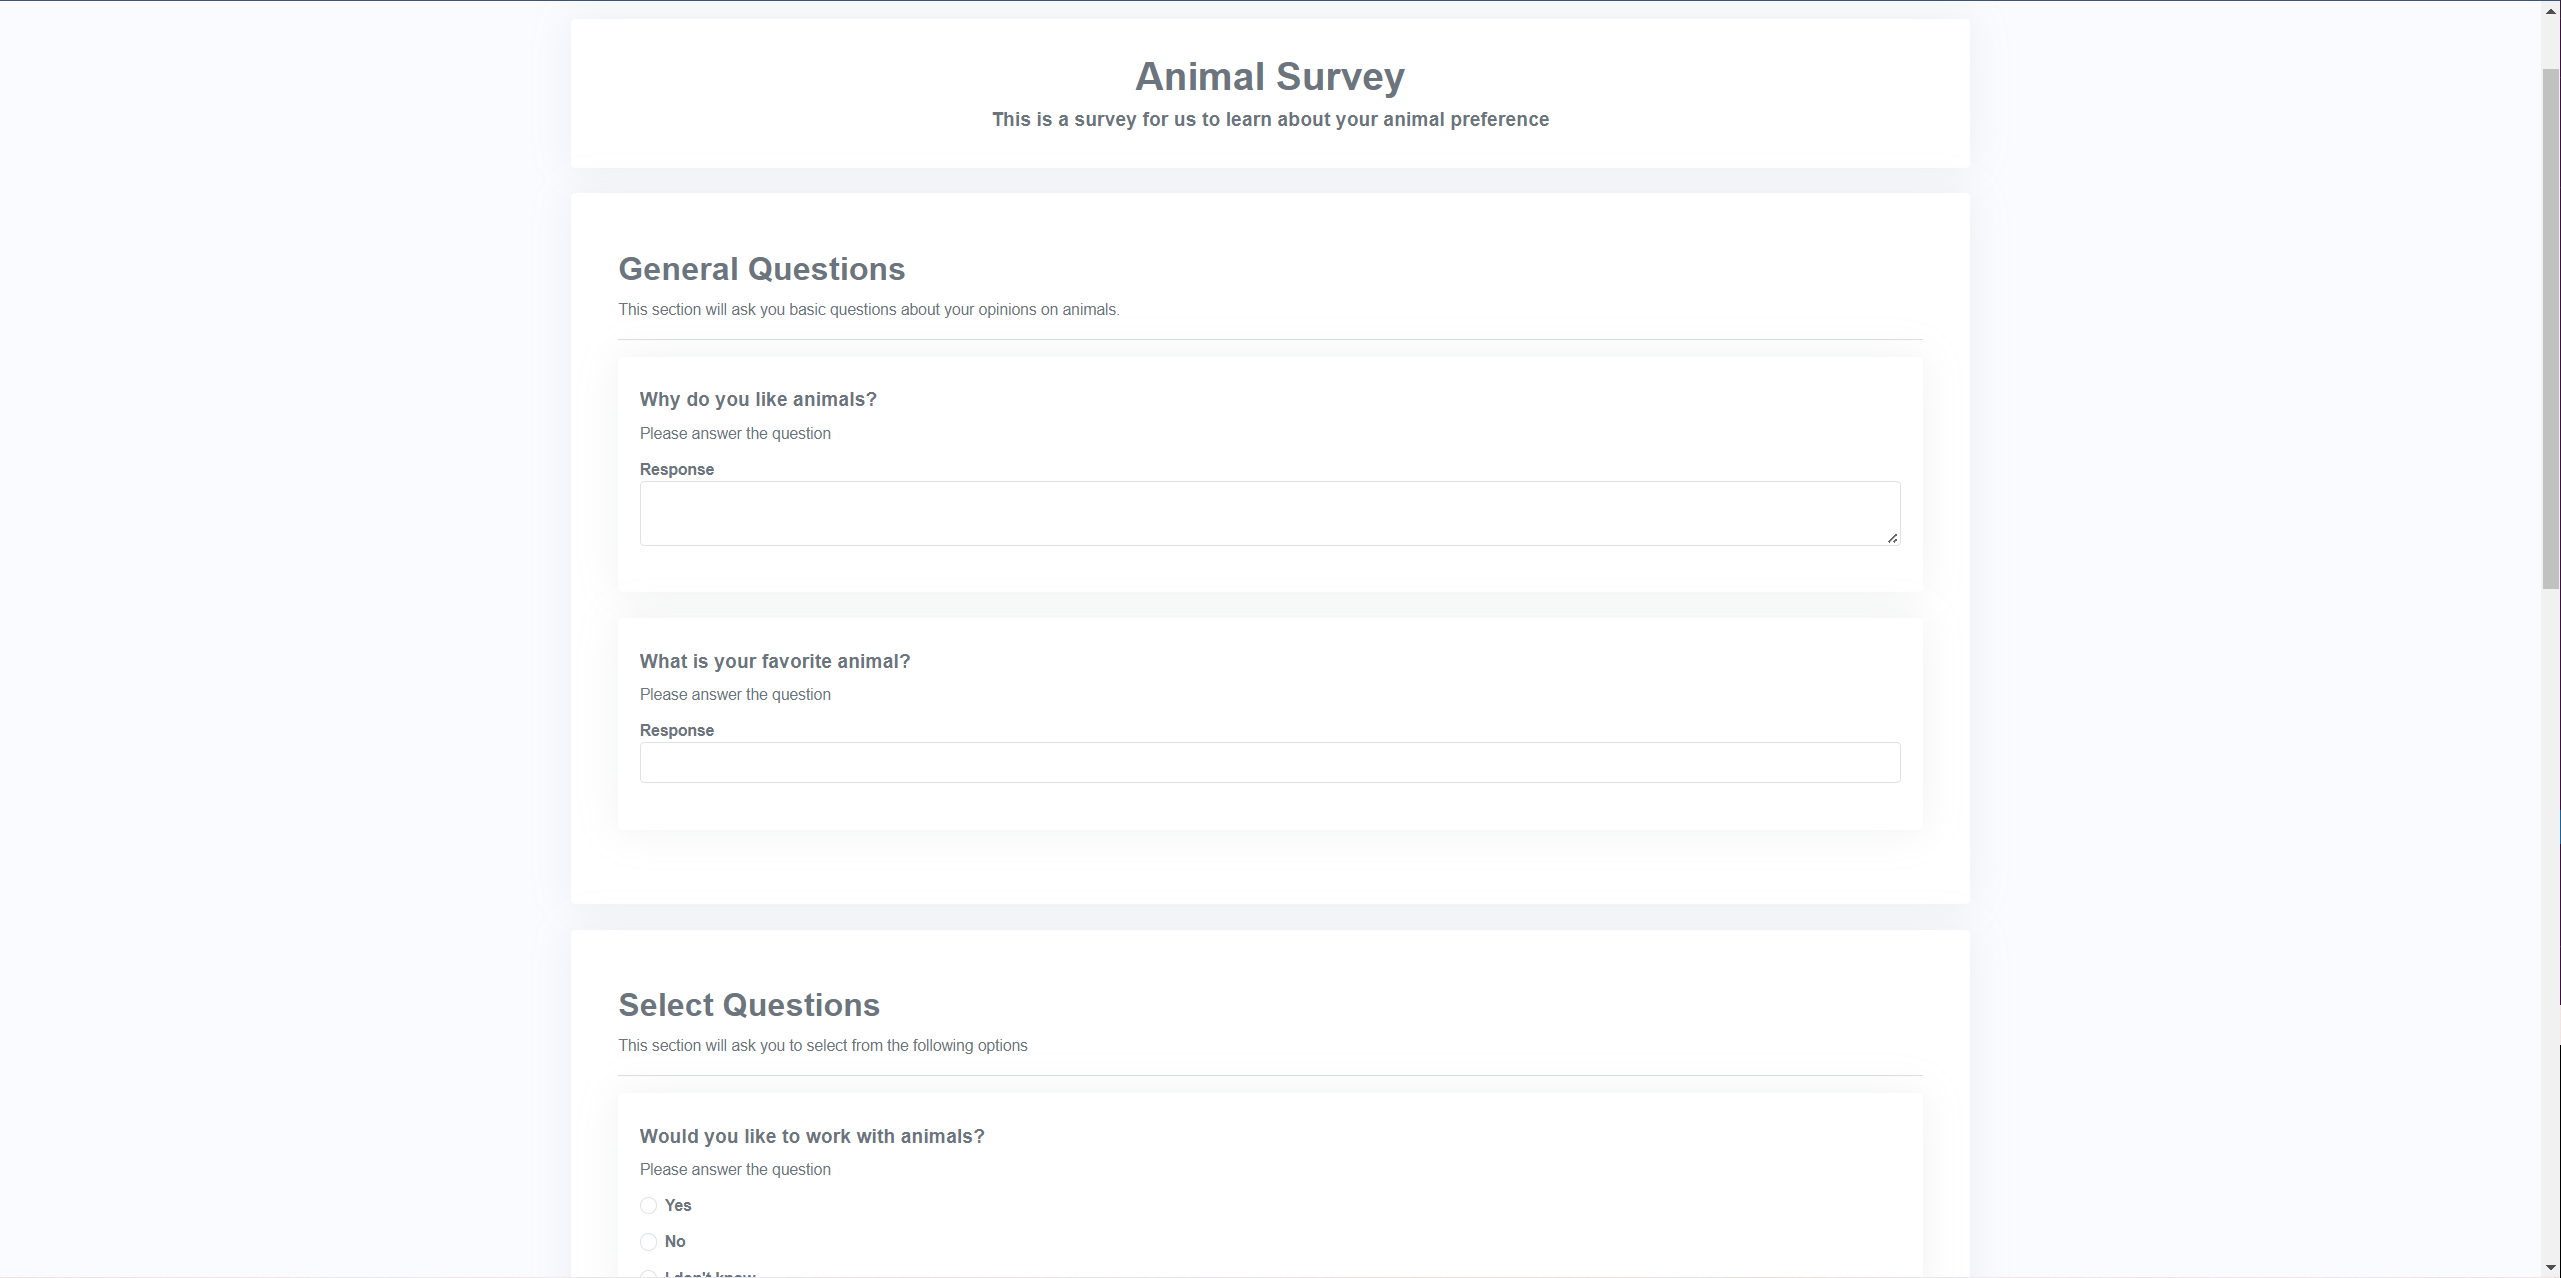 Animal Survey
This is a survey for us to learn about your animal preference
General Questions
This section will ask you basic questions about your opinions on animals.
Why do you like animals?
Please answer the question
Response
What is your favorite animal?
Please answer the question
Response
Select Questions
This section will ask you to select from the following options
Would you like to work with animals?
Please answer the question
Yes
No
I don't know